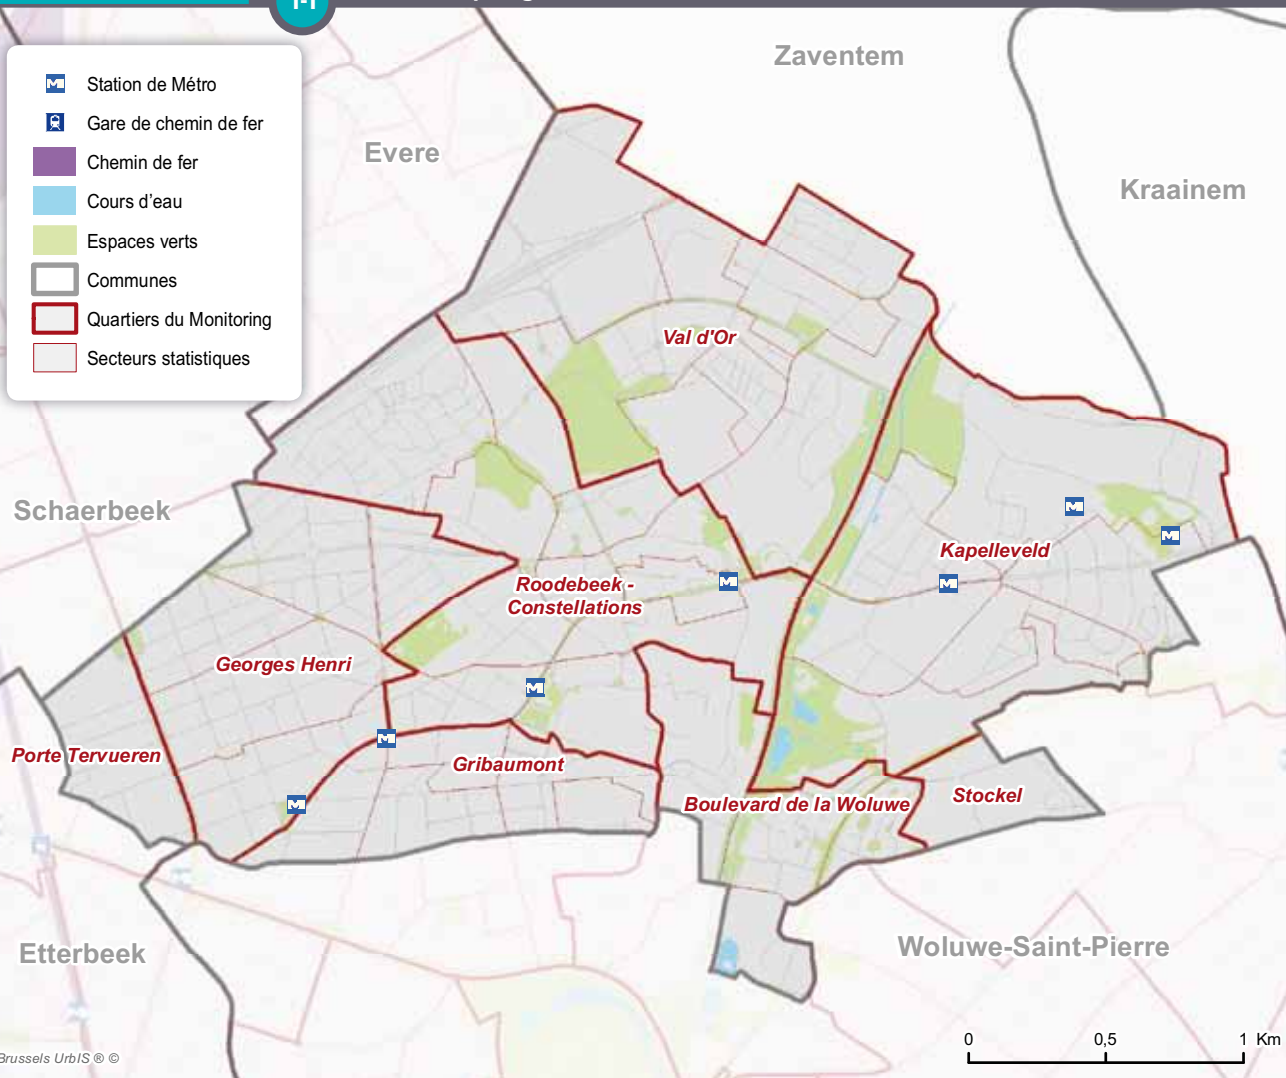 1-1
Station de Métro
Gare de chemin de fer
Chemin de fer
Cours d'eau
Espaces verts
Communes
Quartiers du Monitoring
Secteurs statistiques
Zaventem
Evere
Kraainem
Val d'Or
Schaerbeek
Kapelleveld
Roodebeek -
Constellations
Georges Henri
Porte Tervueren
Gribaumont
Boulevard de la Woluwe
Stockel
Etterbeek
Woluwe-Saint-Pierre
0 0,5 1 Km
Brussels UrbIS ® ©